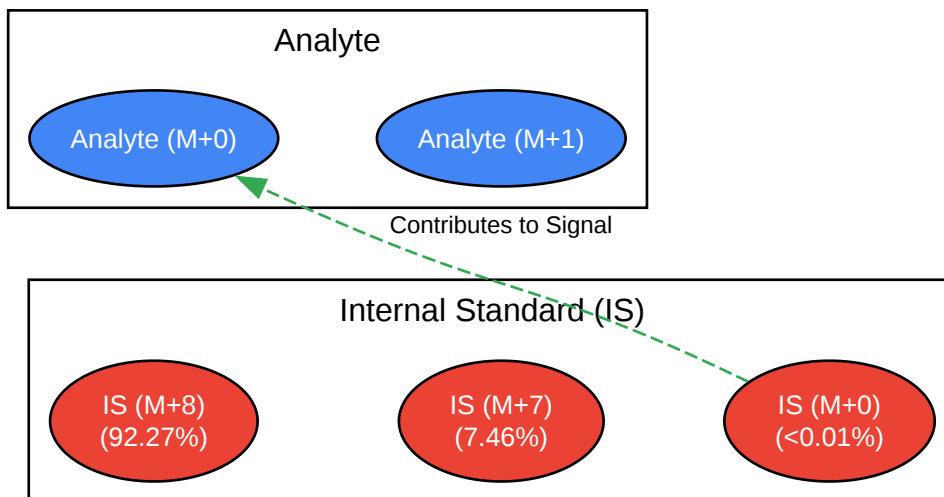 Analyte
Analyte (M+0)
Analyte (M+1)
Contributes to Signal
Internal Standard (IS)
IS (M+8)
(92.27%)
IS (M+7)
(7.46%)
IS (M+0)
(<0.01%)